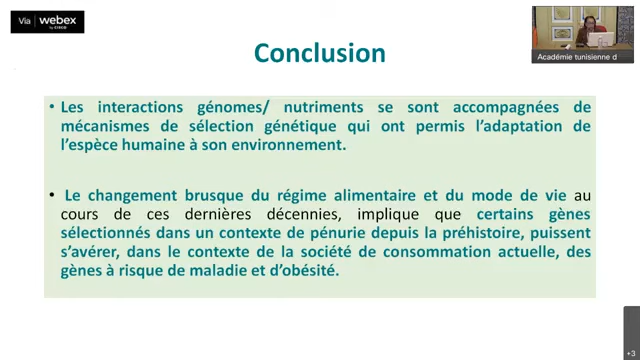 Via webex
by CISCO
Académie tunisienne d
Conclusion
• Les interactions génomes/ nutriments se sont accompagnées de
mécanismes de sélection génétique qui ont permis l'adaptation de
l'espèce humaine à son environnement.
• Le changement brusque du régime alimentaire et du mode de vie au
cours de ces dernières décennies, implique que certains gènes
sélectionnés dans un contexte de pénurie depuis la préhistoire, puissent
s'avérer, dans le contexte de la société de consommation actuelle, des
gènes à risque de maladie et d'obésité.
+3